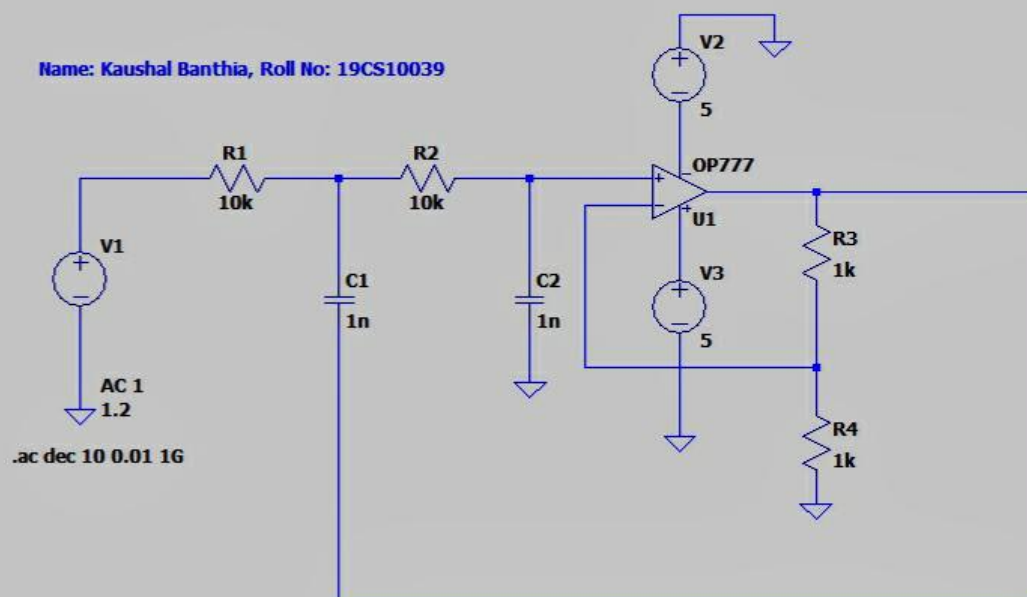 Name: Kaushal Banthia, Roll No: 19CS10039
V2
5
R1
10k
R2
10k
OP777
U1
V1
C1
1n
C2
1n
V3
5
R3
1k
AC 1
1.2
R4
1k
.ac dec 10 0.01 1G